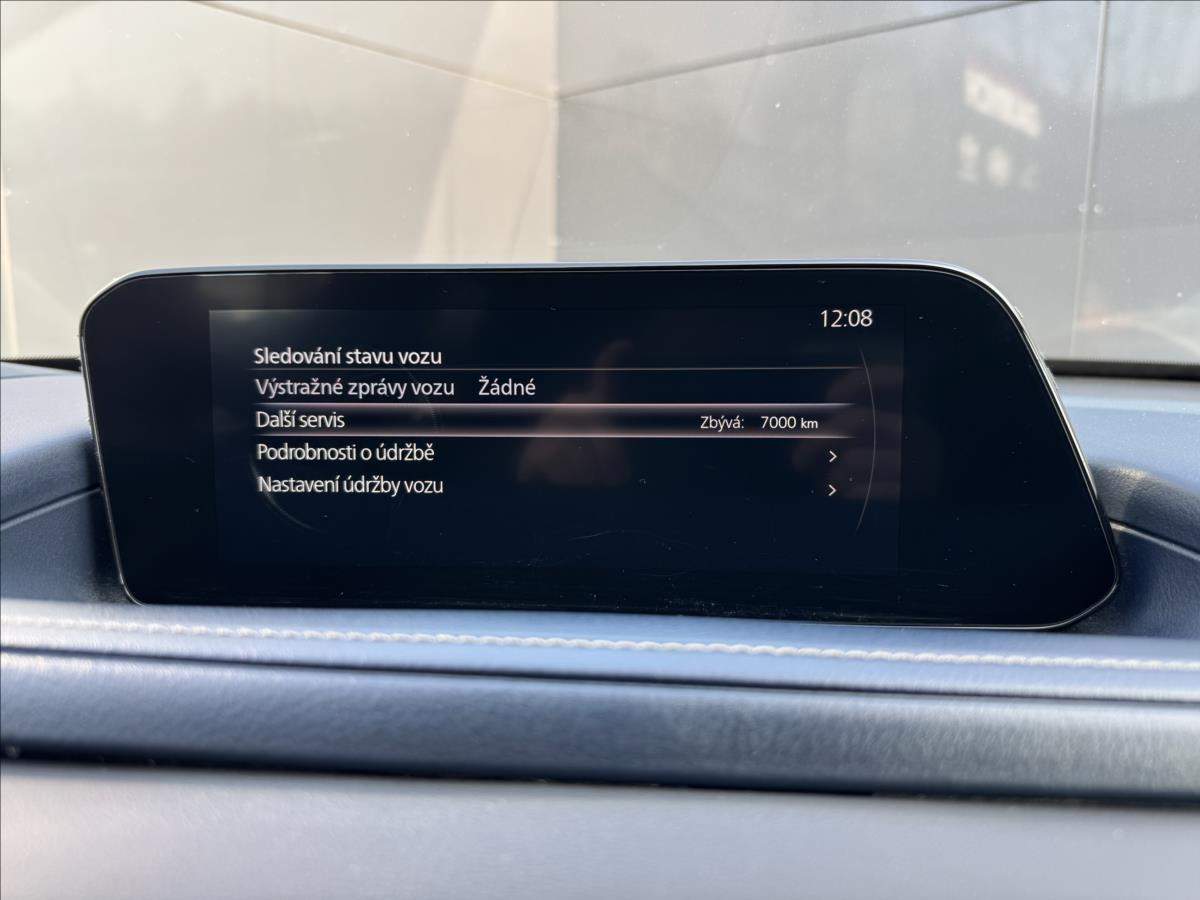 12:08
Sledování stavu vozu
Výstražné zprávy vozu Žádné
Další servis Zbývá: 7000 km
Podrobnosti o údržbě >
Nastavení údržby vozu >